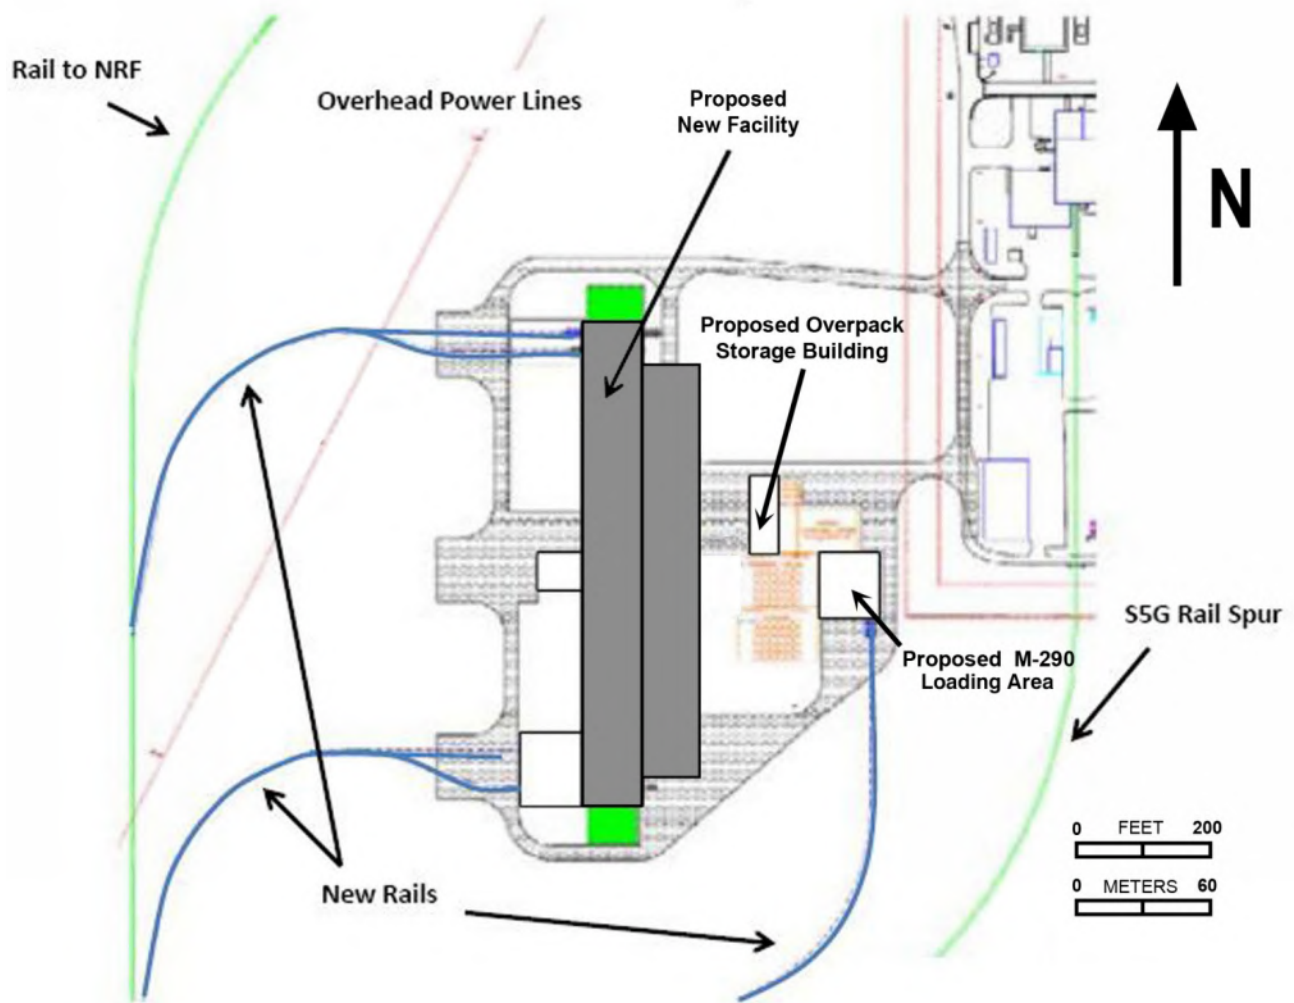 Rail to NRF
Overhead Power Lines
Proposed
New Facility
N
Proposed Overpack
Storage Building
S5G Rail Spur
Proposed M-290
Loading Area
New Rails
0 FEET 200
0 METERS 60